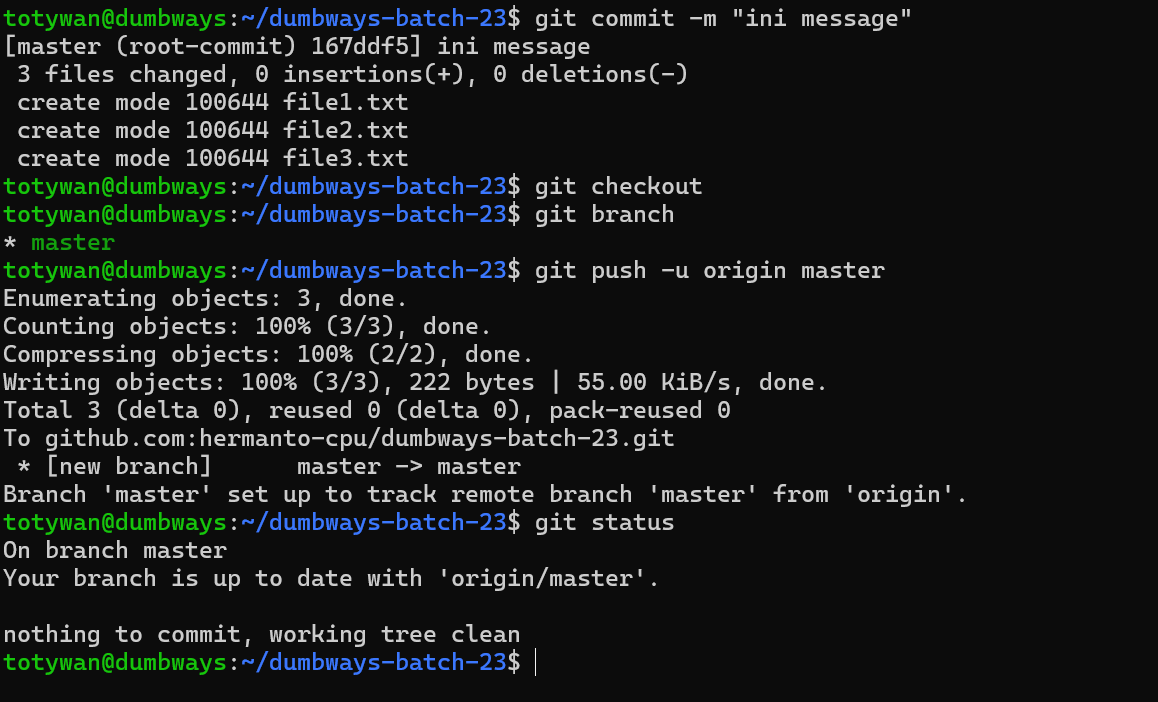 totywan@dumbways:~/dumbways-batch-23$ git commit -m "ini message"
[master (root-commit) 167ddf5] ini message
 3 files changed, 0 insertions(+), 0 deletions(-)
 create mode 100644 file1.txt
 create mode 100644 file2.txt
 create mode 100644 file3.txt
totywan@dumbways:~/dumbways-batch-23$ git checkout
totywan@dumbways:~/dumbways-batch-23$ git branch
* master
totywan@dumbways:~/dumbways-batch-23$ git push -u origin master
Enumerating objects: 3, done.
Counting objects: 100% (3/3), done.
Compressing objects: 100% (2/2), done.
Writing objects: 100% (3/3), 222 bytes | 55.00 KiB/s, done.
Total 3 (delta 0), reused 0 (delta 0), pack-reused 0
To github.com:hermanto-cpu/dumbways-batch-23.git
 * [new branch]      master -> master
Branch 'master' set up to track remote branch 'master' from 'origin'.
totywan@dumbways:~/dumbways-batch-23$ git status
On branch master
Your branch is up to date with 'origin/master'.

nothing to commit, working tree clean
totywan@dumbways:~/dumbways-batch-23$